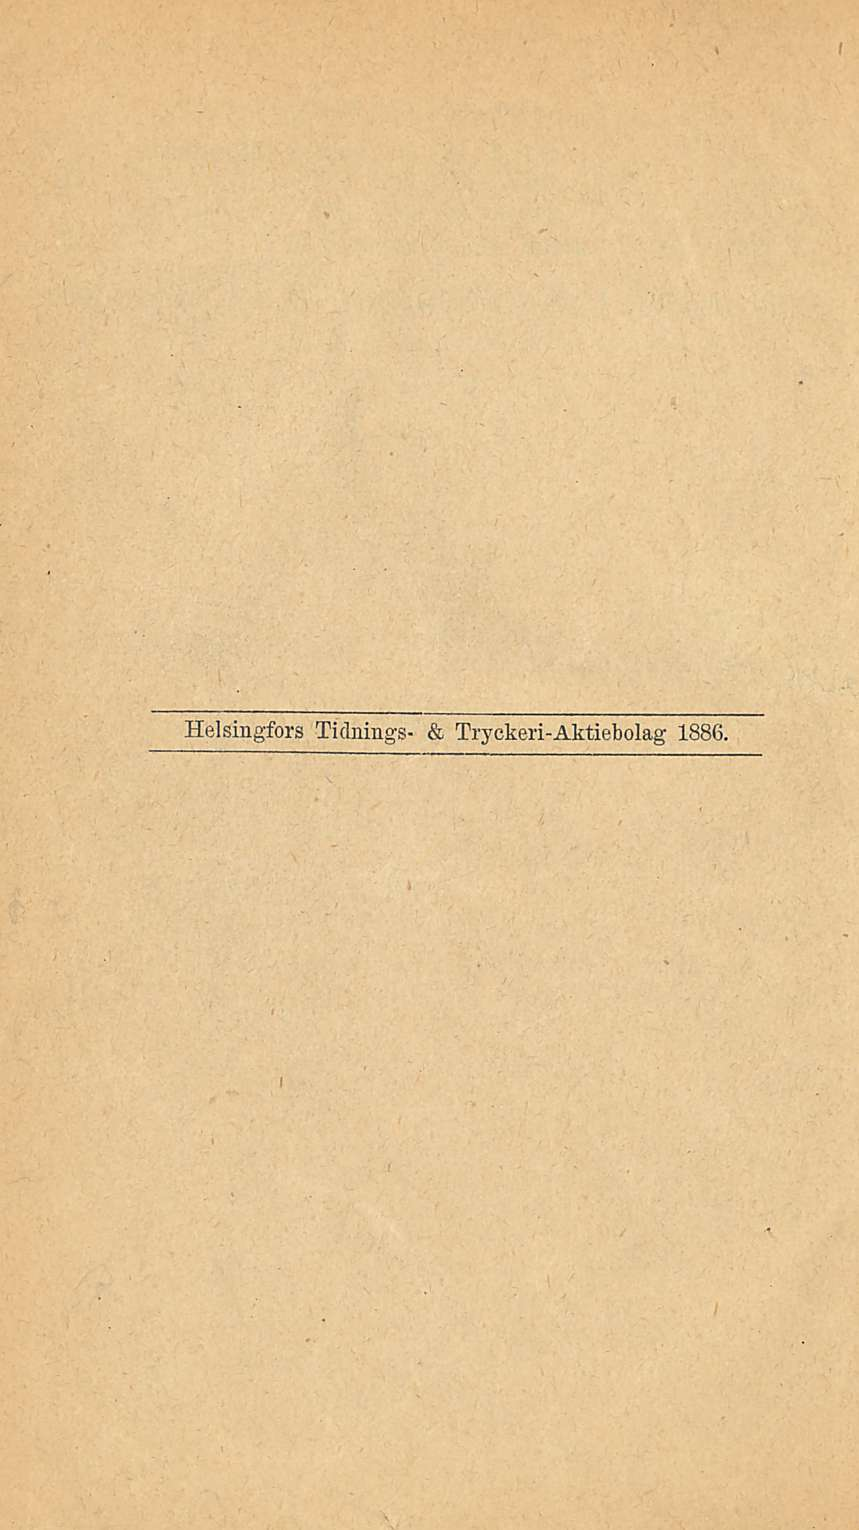 Helsingfors Tidnings- & Tryckeri-Aktiebolag 1886.